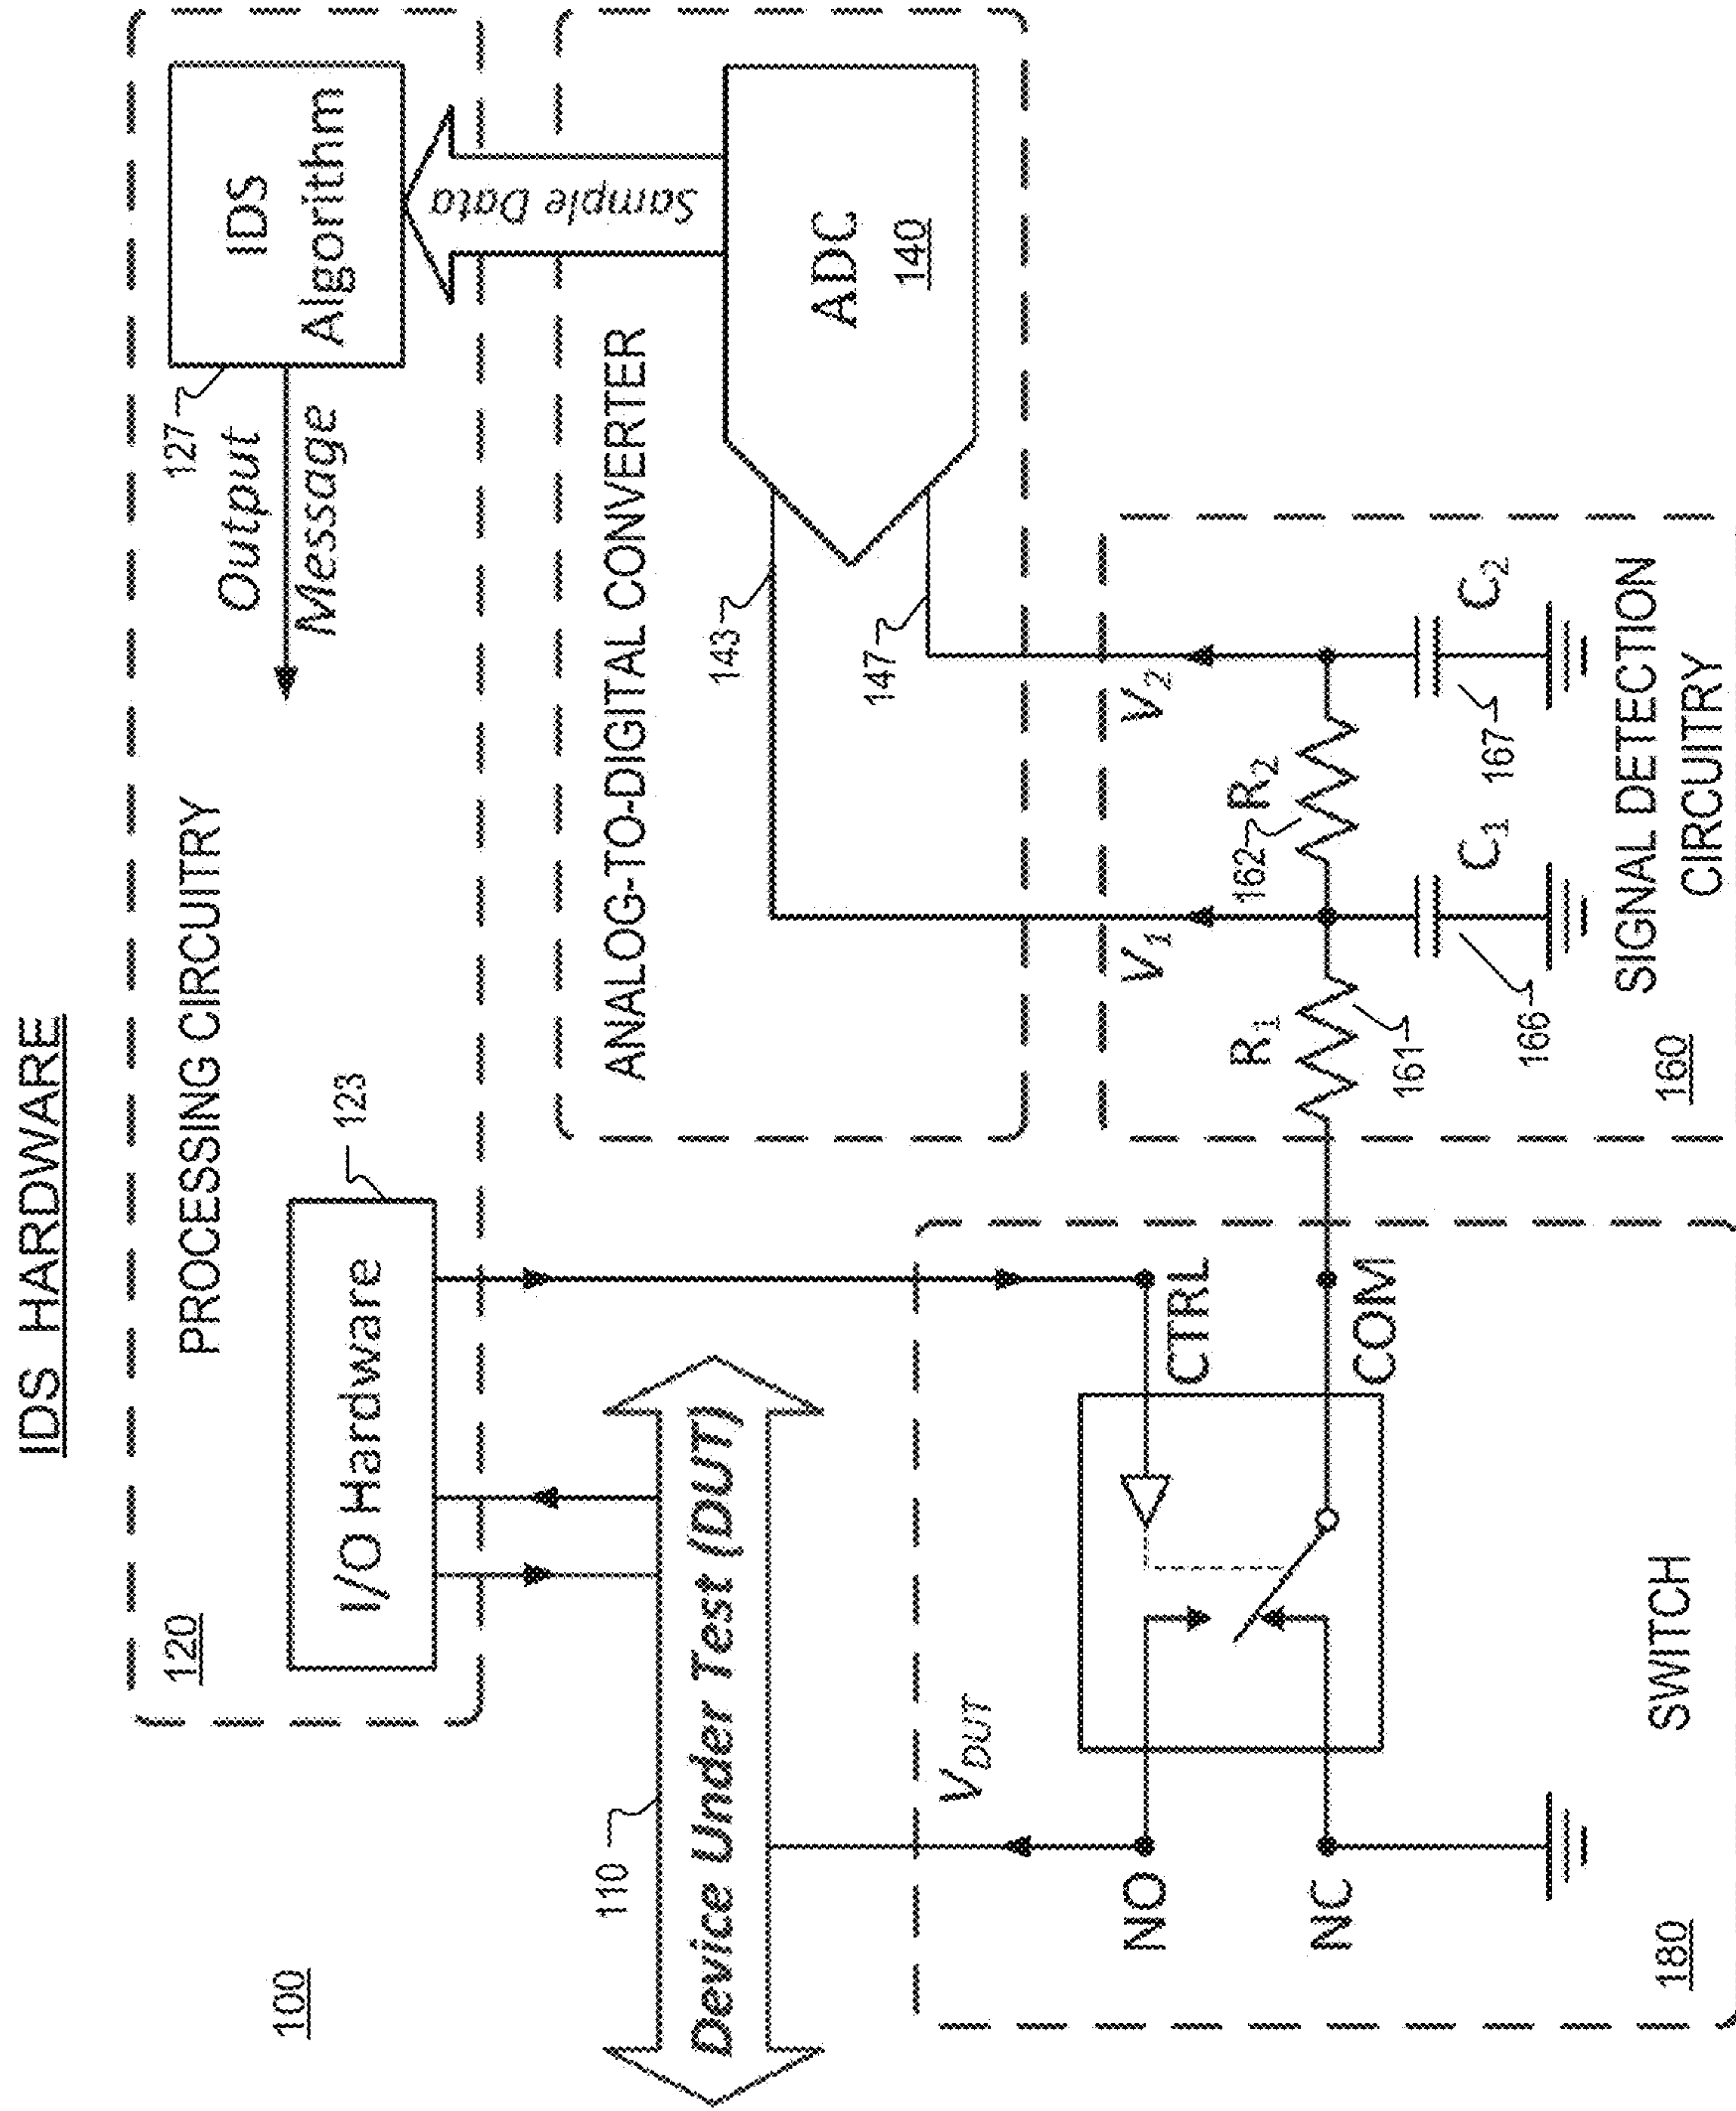 IDS HARDWARE
100
120
PROCESSING CIRCUITRY
I/O Hardware
123
Output
Message
127
IDS
Algorithm
Sample Data
110
Device Under Test (DUT)
ANALOG-TO-DIGITAL CONVERTER
143
147
ADC
140
V_DUT
NO
NC
CTRL
COM
SWITCH
180
V₁
V₂
R₁
161
162
R₂
166
C₁
167
C₂
SIGNAL DETECTION
CIRCUITRY
160